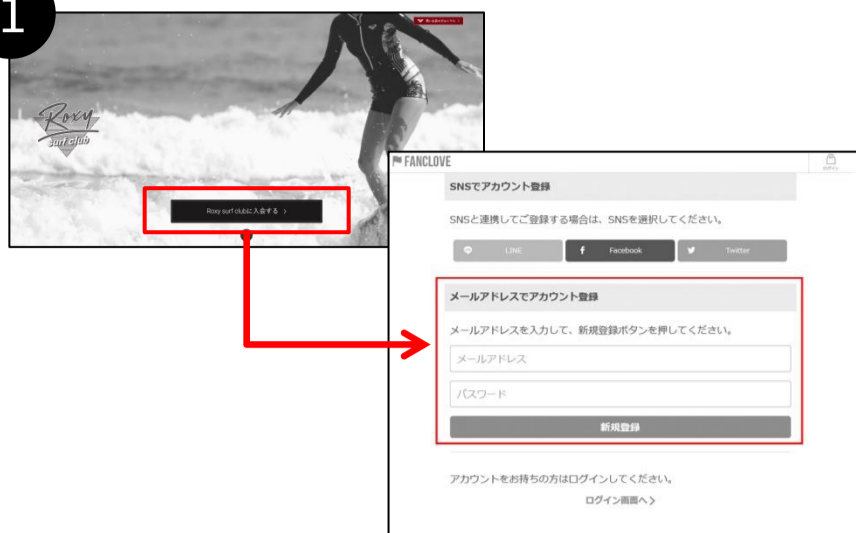 1
Roxy
surf club
Roxy surf clubに入会する >
FANCLOVE
ログイン
SNSでアカウント登録
SNSと連携してご登録する場合は、SNSを選択してください。
LINE
Facebook
Twitter
メールアドレスでアカウント登録
メールアドレスを入力して、新規登録ボタンを押してください。
メールアドレス
パスワード
新規登録
アカウントをお持ちの方はログインしてください。
ログイン画面へ >